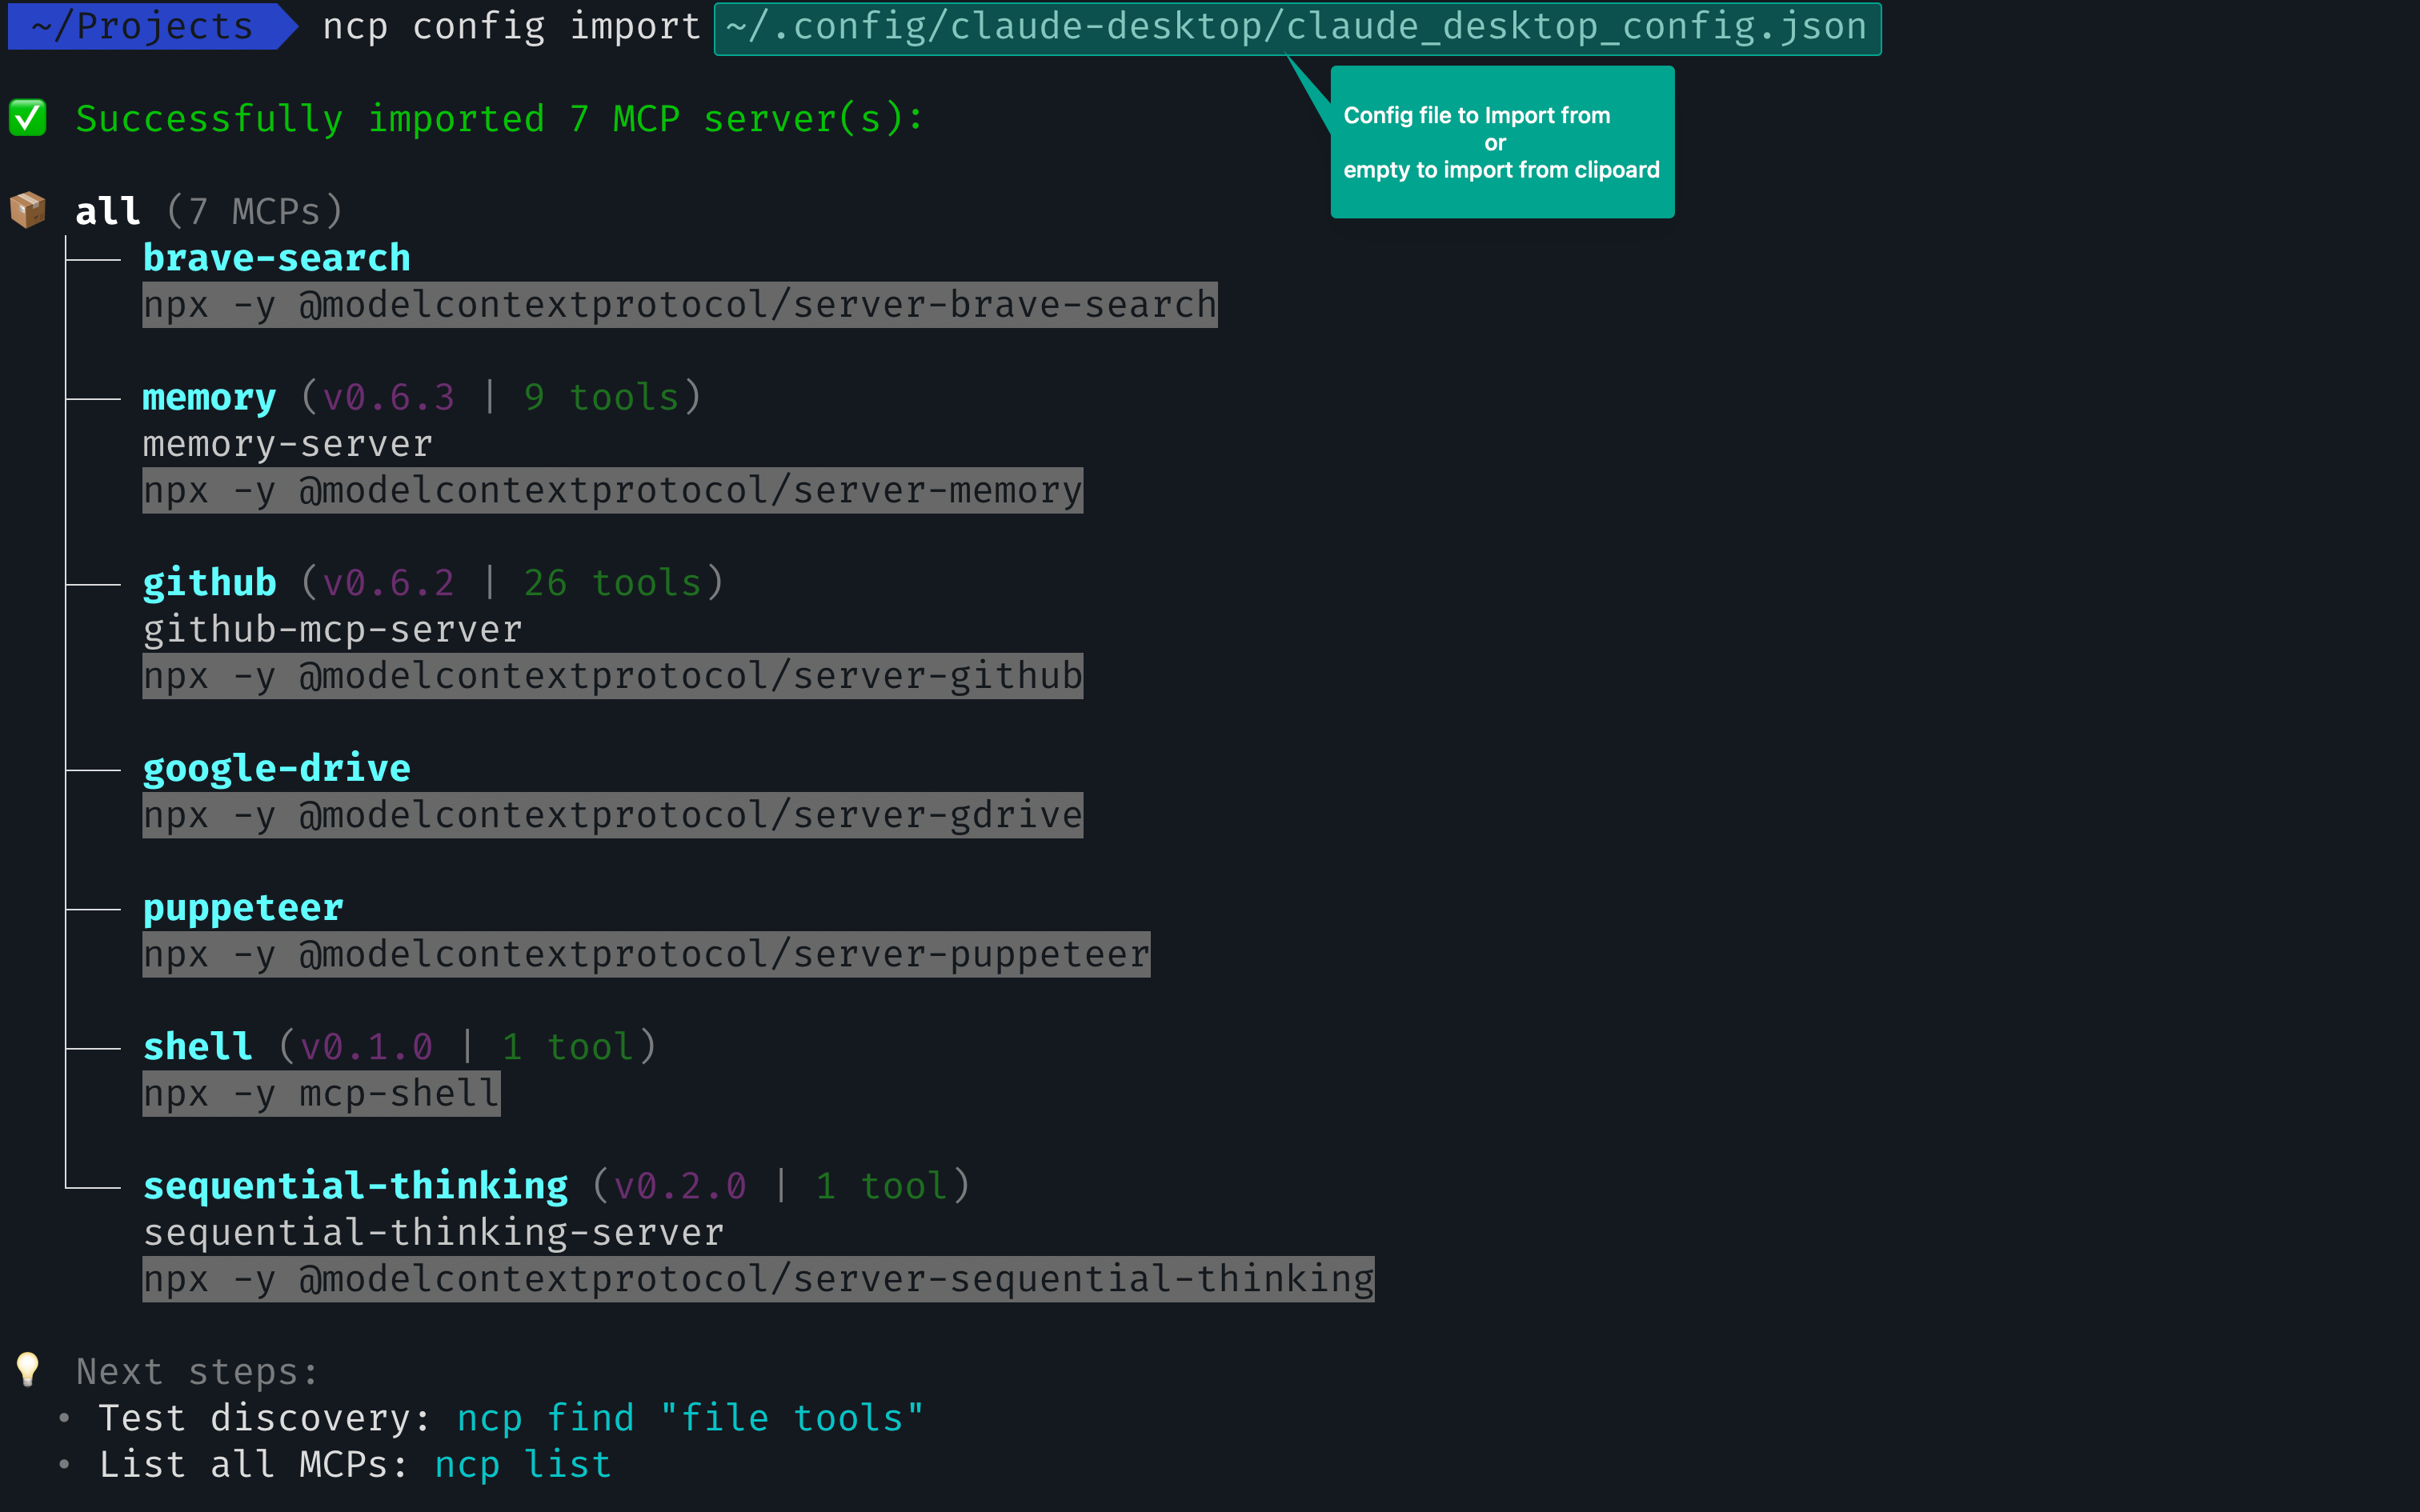 ~/Projects ncp config import ~/.config/claude-desktop/claude_desktop_config.json
Config file to Import from
or
empty to import from clipoard
✅ Successfully imported 7 MCP server(s):
📦 all (7 MCPs)
brave-search
npx -y @modelcontextprotocol/server-brave-search
memory (v0.6.3 | 9 tools)
memory-server
npx -y @modelcontextprotocol/server-memory
github (v0.6.2 | 26 tools)
github-mcp-server
npx -y @modelcontextprotocol/server-github
google-drive
npx -y @modelcontextprotocol/server-gdrive
puppeteer
npx -y @modelcontextprotocol/server-puppeteer
shell (v0.1.0 | 1 tool)
npx -y mcp-shell
sequential-thinking (v0.2.0 | 1 tool)
sequential-thinking-server
npx -y @modelcontextprotocol/server-sequential-thinking
💡 Next steps:
• Test discovery: ncp find "file tools"
• List all MCPs: ncp list